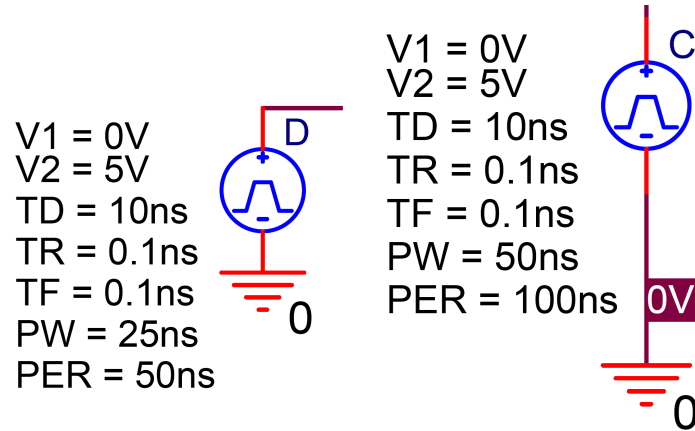 V1 = 0V
V2 = 5V
TD = 10ns
TR = 0.1ns
TF = 0.1ns
PW = 25ns
PER = 50ns
D
0
V1 = 0V
V2 = 5V
TD = 10ns
TR = 0.1ns
TF = 0.1ns
PW = 50ns
PER = 100ns
C
0V
0